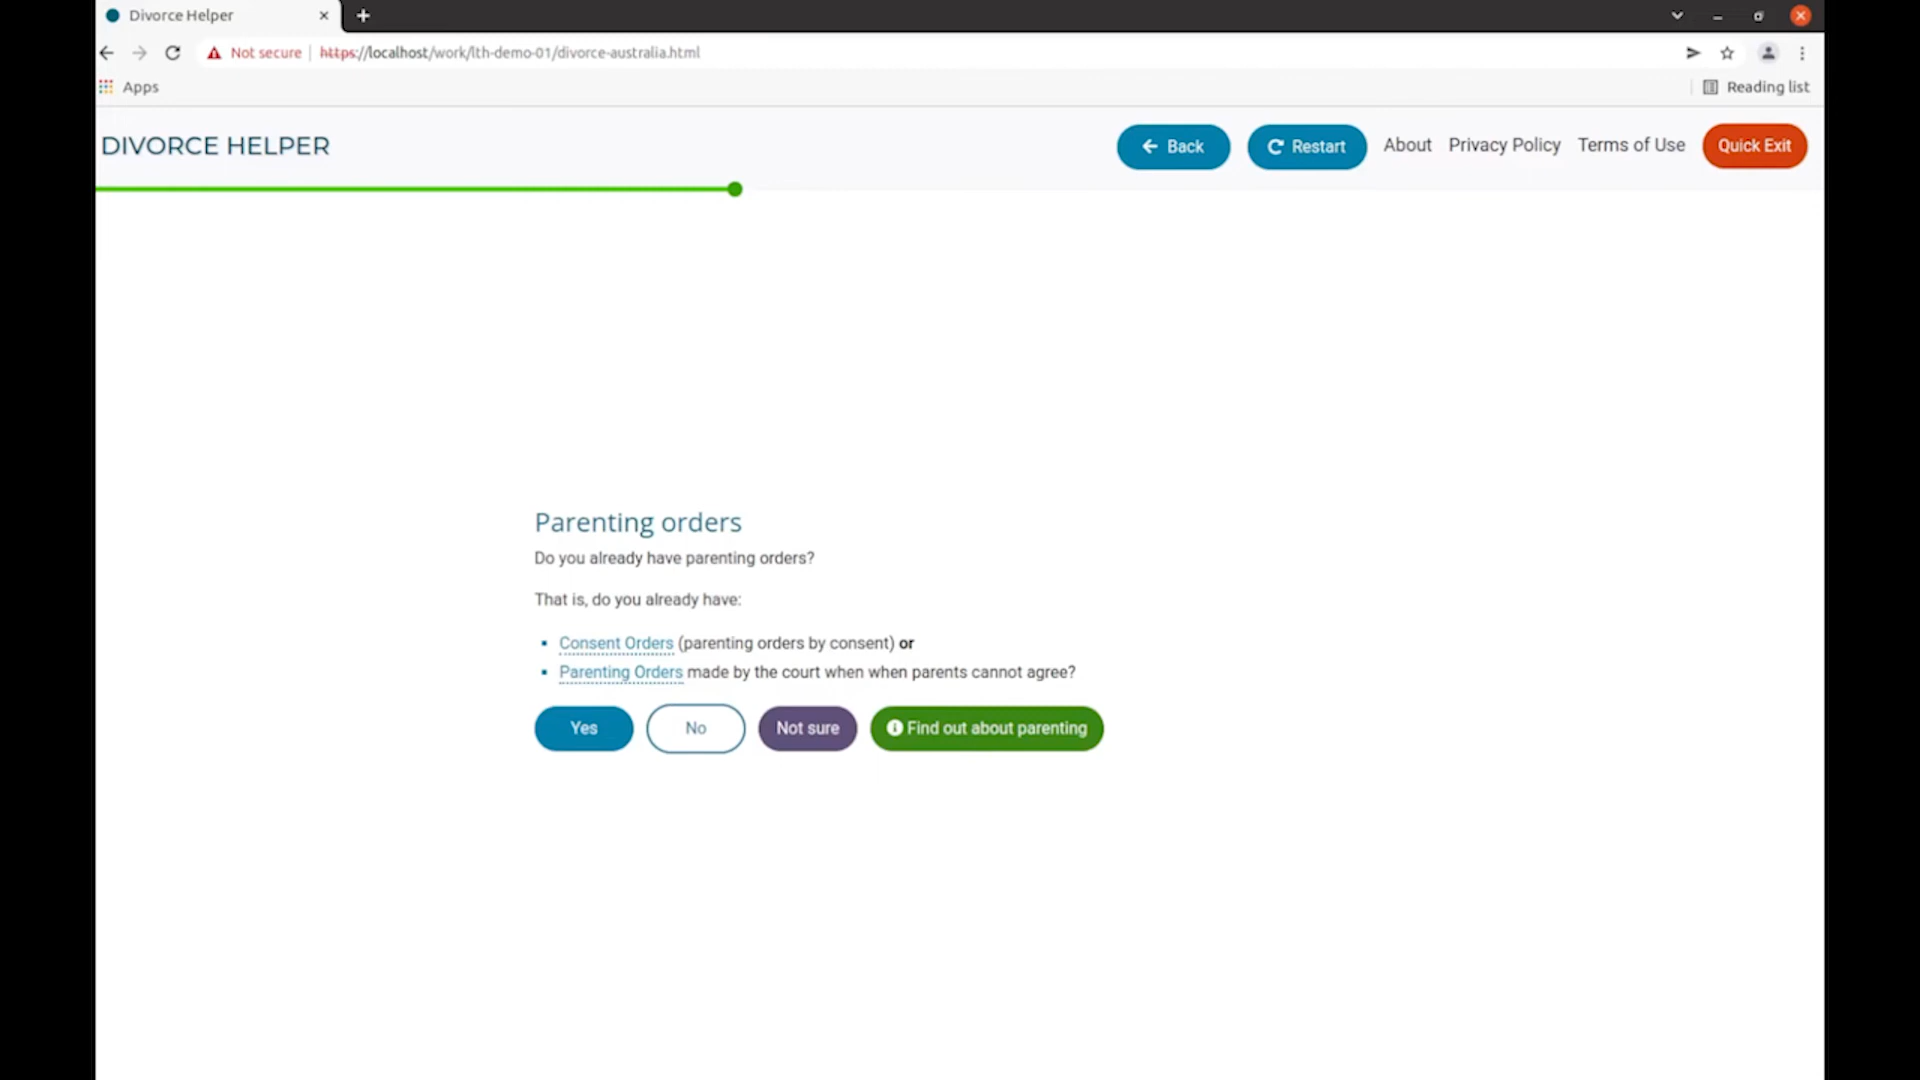 Divorce Helper
Not secure https://localhost/work/lth-demo-01/divorce-australia.html
Apps Reading list
DIVORCE HELPER Back Restart About Privacy Policy Terms of Use Quick Exit
Parenting orders
Do you already have parenting orders?
That is, do you already have:
▪ Consent Orders (parenting orders by consent) or
▪ Parenting Orders made by the court when when parents cannot agree?
Yes No Not sure Find out about parenting